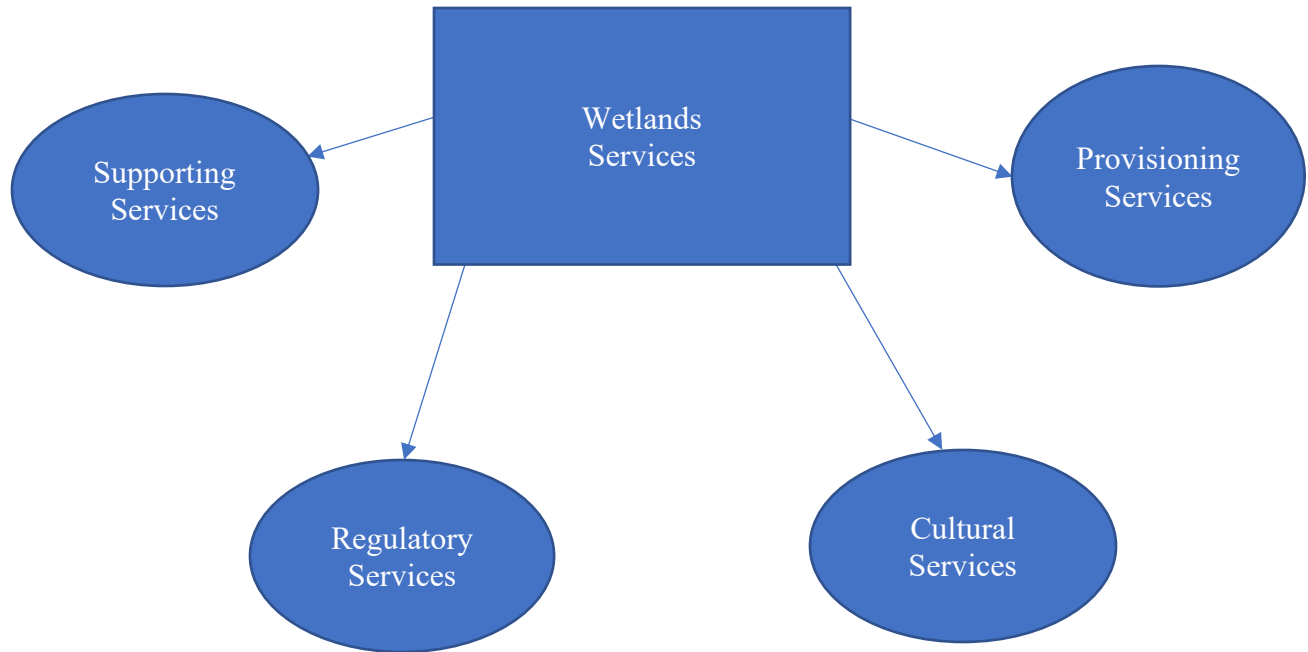 Wetlands
Services
Supporting
Services
Provisioning
Services
Regulatory
Services
Cultural
Services